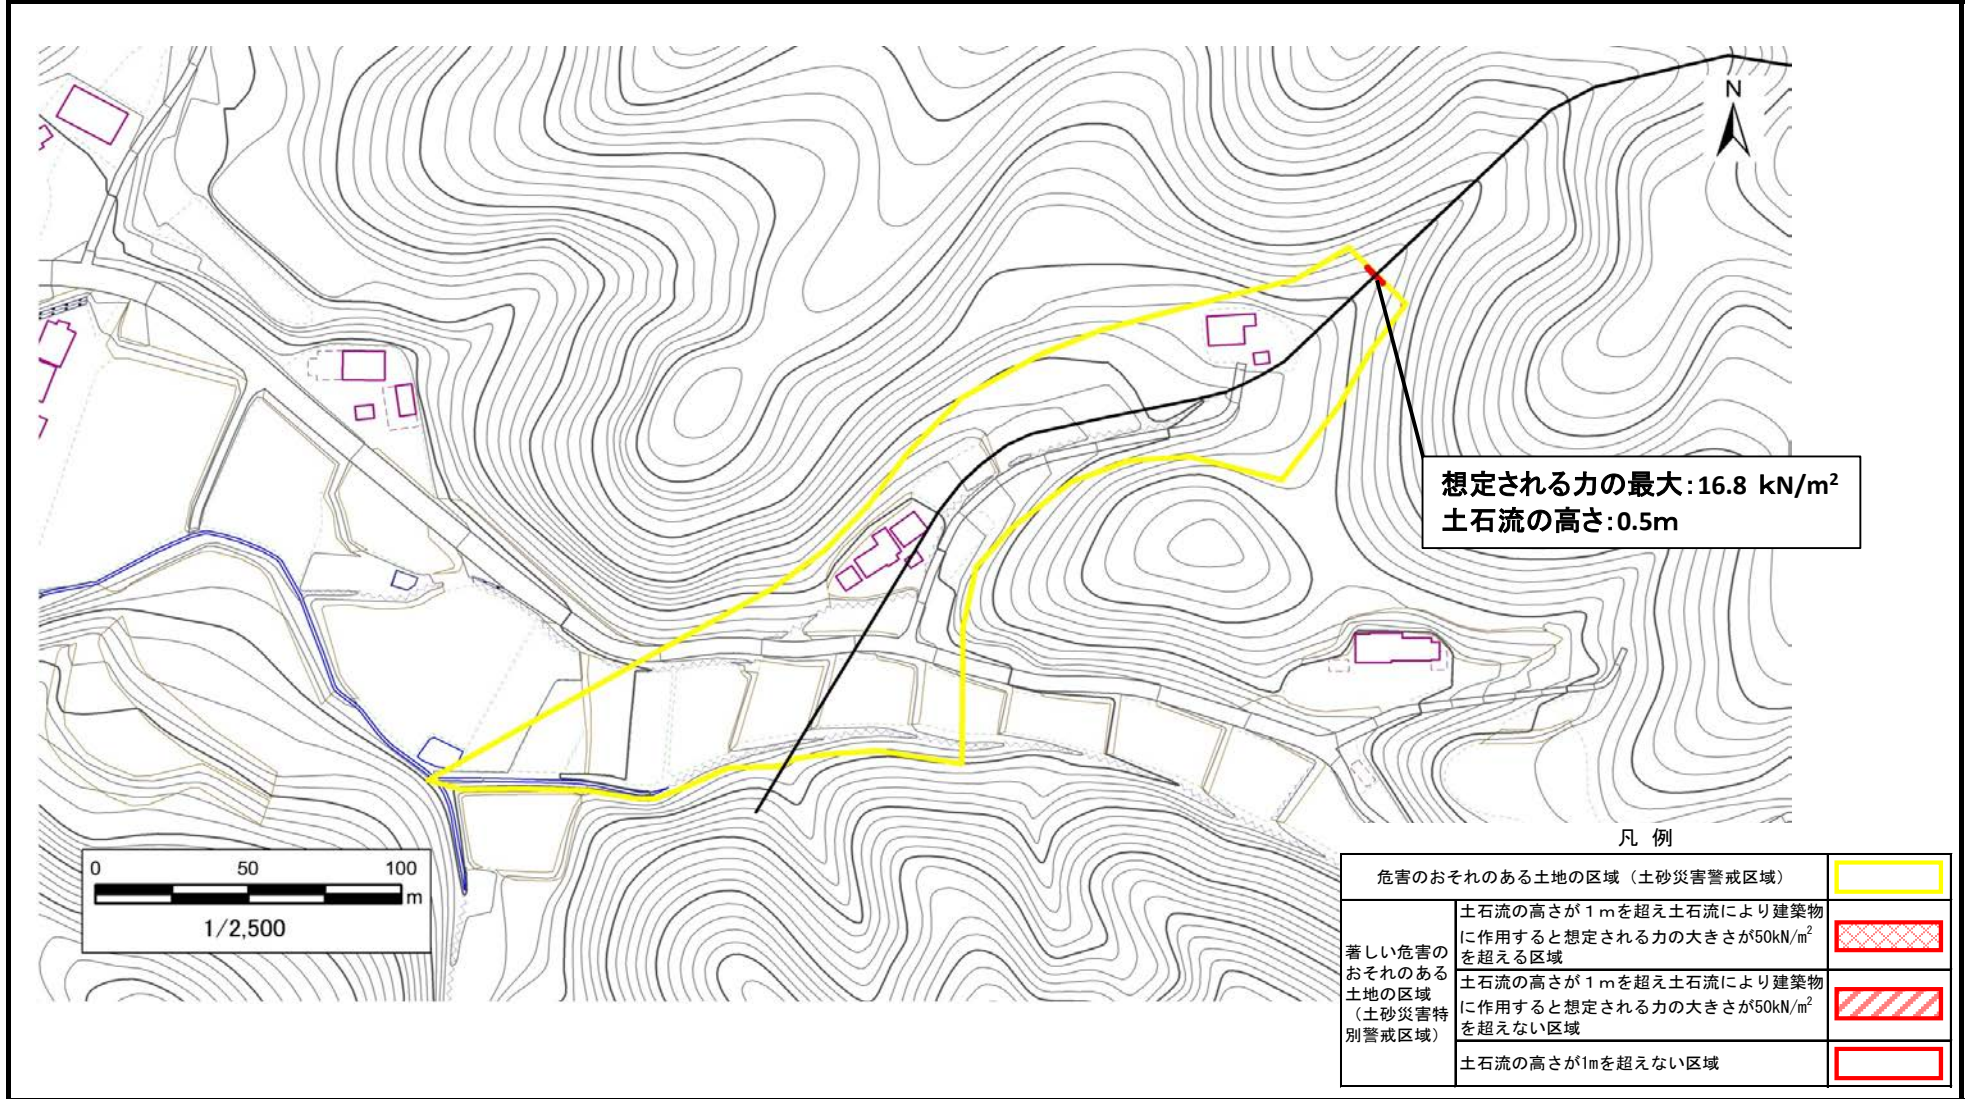 N
想定される力の最大:16.8 kN/m²
土石流の高さ:0.5m
0 50 100
m
1/2,500
凡 例
危害のおそれのある土地の区域（土砂災害警戒区域）
著しい危害の
おそれのある
土地の区域
（土砂災害特
別警戒区域）
土石流の高さが１ｍを超え土石流により建築物
に作用すると想定される力の大きさが50kN/m²
を超える区域
土石流の高さが１ｍを超え土石流により建築物
に作用すると想定される力の大きさが50kN/m²
を超えない区域
土石流の高さが1mを超えない区域